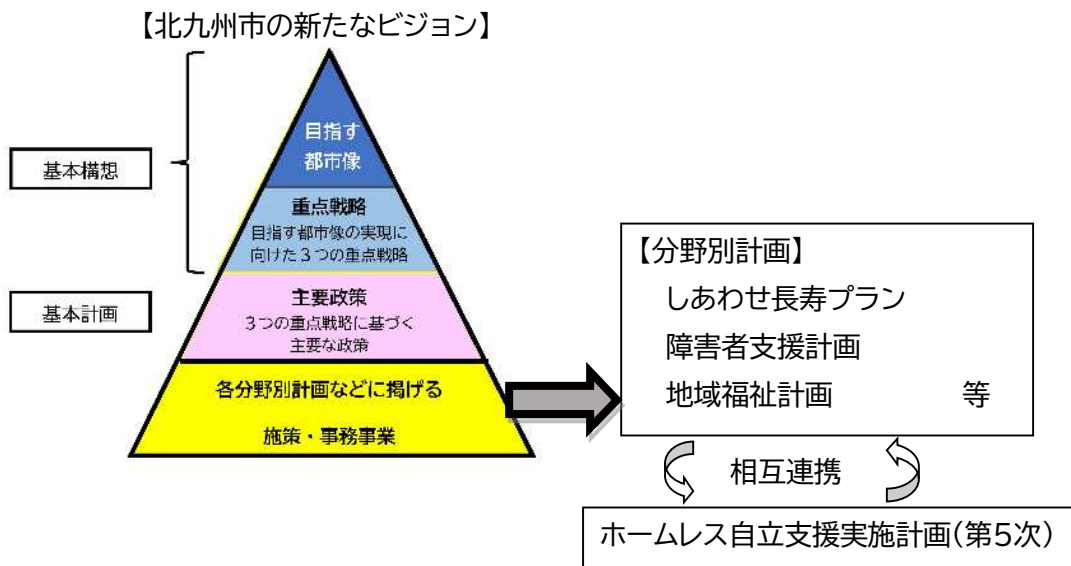 【北九州市の新たなビジョン】
基本構想
目指す
都市像
重点戦略
目指す都市像の実現に
向けた３つの重点戦略
基本計画
主要政策
３つの重点戦略に基づく
主要な政策
各分野別計画などに掲げる
施策・事務事業
【分野別計画】
しあわせ長寿プラン
障害者支援計画
地域福祉計画　　　　等
相互連携
ホームレス自立支援実施計画（第5次）